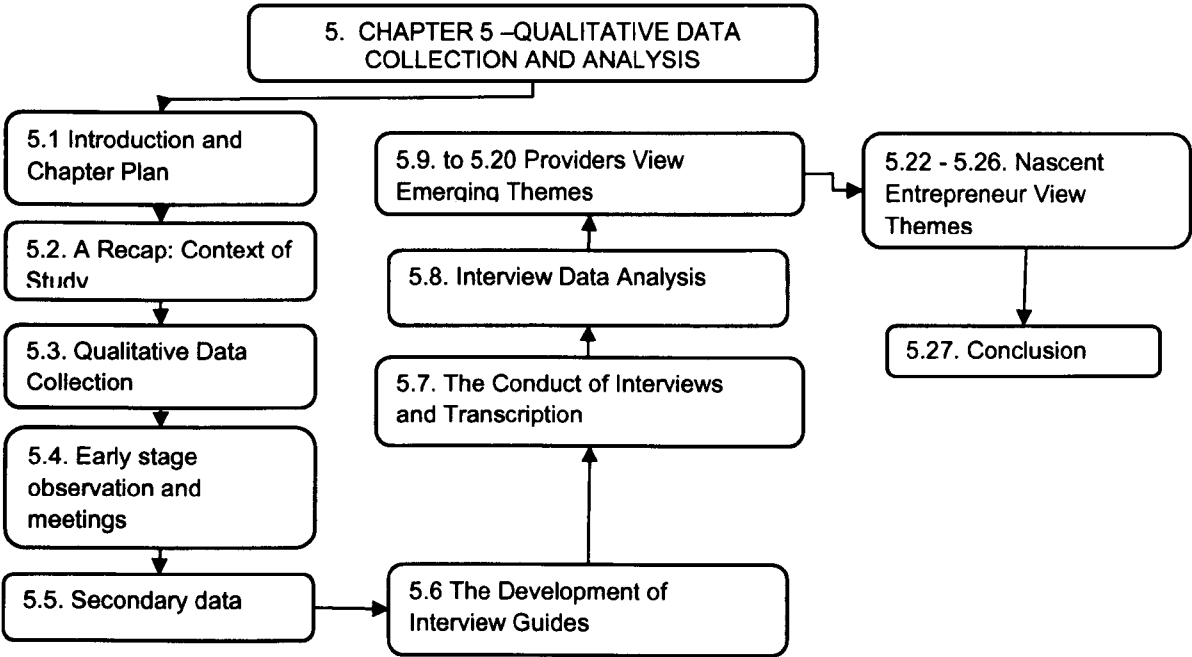 5. CHAPTER 5 –QUALITATIVE DATA
COLLECTION AND ANALYSIS
5.1 Introduction and
Chapter Plan
5.2. A Recap: Context of
Study
5.3. Qualitative Data
Collection
5.4. Early stage
observation and
meetings
5.5. Secondary data
5.6 The Development of
Interview Guides
5.7. The Conduct of Interviews
and Transcription
5.8. Interview Data Analysis
5.9. to 5.20 Providers View
Emerging Themes
5.22 - 5.26. Nascent
Entrepreneur View
Themes
5.27. Conclusion